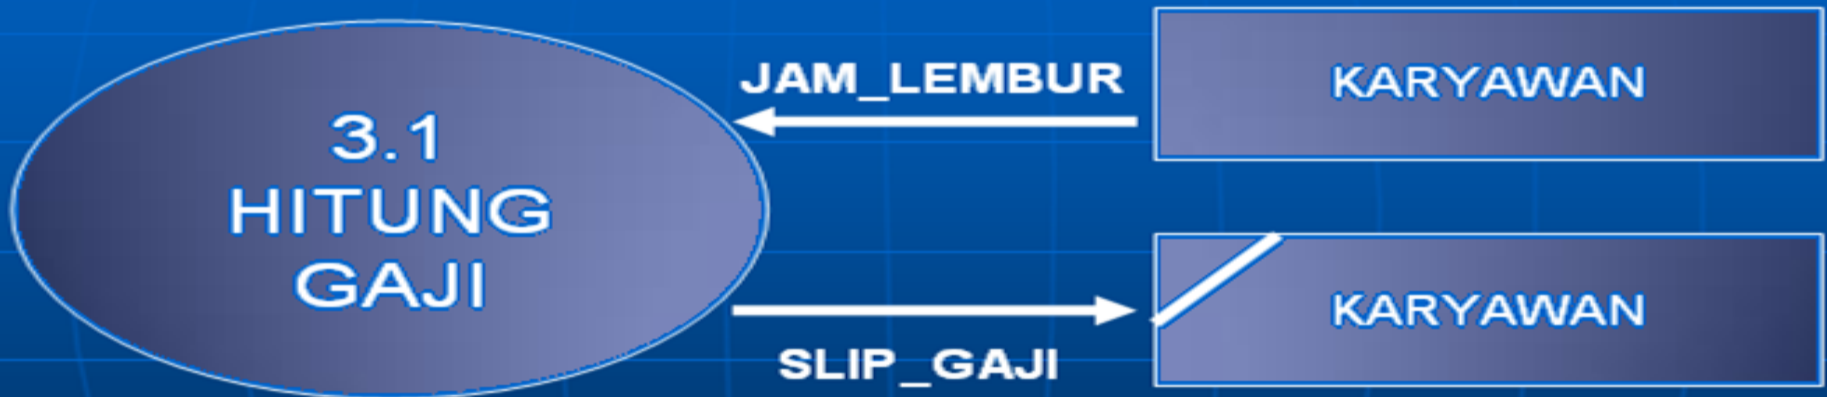 3.1
HITUNG
GAJI
JAM_LEMBUR
KARYAWAN
SLIP_GAJI
KARYAWAN